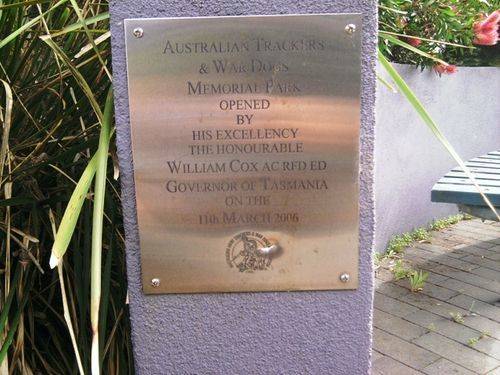 AUSTRALIAN TRACKERS
& WAR DOGS
MEMORIAL PARK
OPENED
BY
HIS EXCELLENCY
THE HONOURABLE
WILLIAM COX AC RFD ED
GOVERNOR OF TASMANIA
ON THE
11TH MARCH 2006